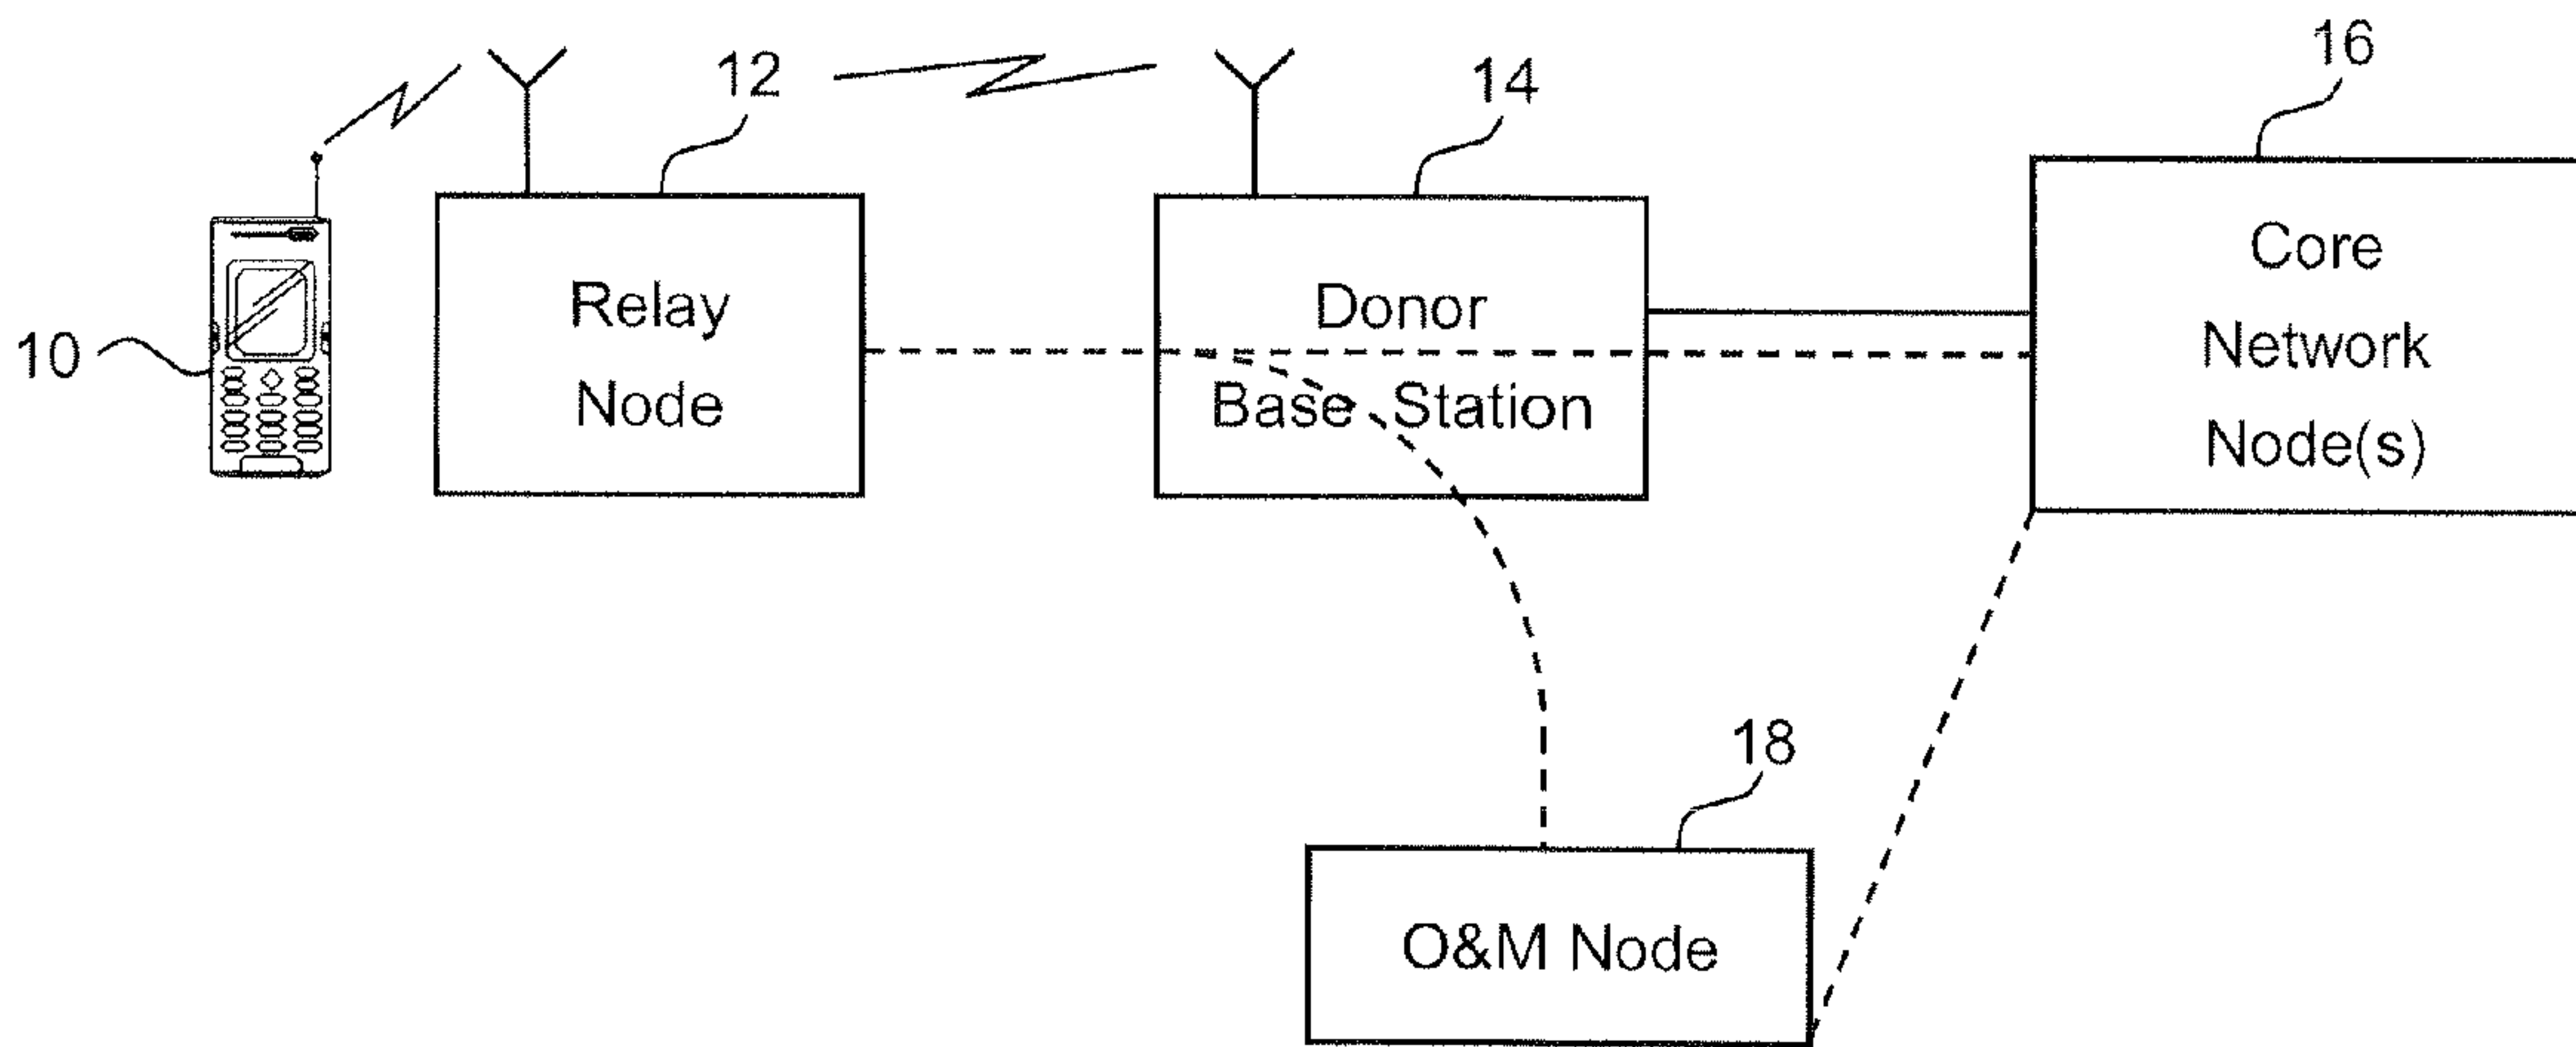 16
12
14
Core
Network
Node(s)
Relay
Node
Donor
Base Station
10
18
O&M Node